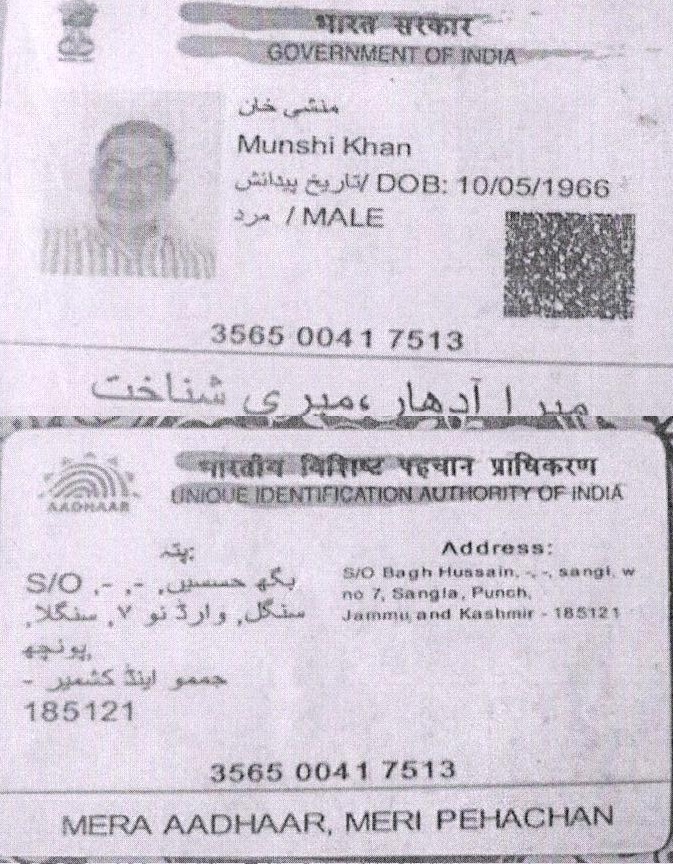 भारत सरकार
GOVERNMENT OF INDIA
منشی خان
Munshi Khan
تاریخ پیدائش/ DOB: 10/05/1966
مرد / MALE
3565 0041 7513
میرا آدھار ،میری شناخت
भारतीय विशिष्ट पहचान प्राधिकरण
AADHAAR
UNIQUE IDENTIFICATION AUTHORITY OF INDIA
پتہ:
S/O بگھ حسسیں, -, -,
سنگل, وارڈ نو ٧, سنگلا,
پونچھ,
جممو اینڈ کشمیر -
185121
Address:
S/O Bagh Hussain, -, -, sangl, w
no 7, Sangla, Punch,
Jammu and Kashmir - 185121
3565 0041 7513
MERA AADHAAR, MERI PEHACHAN